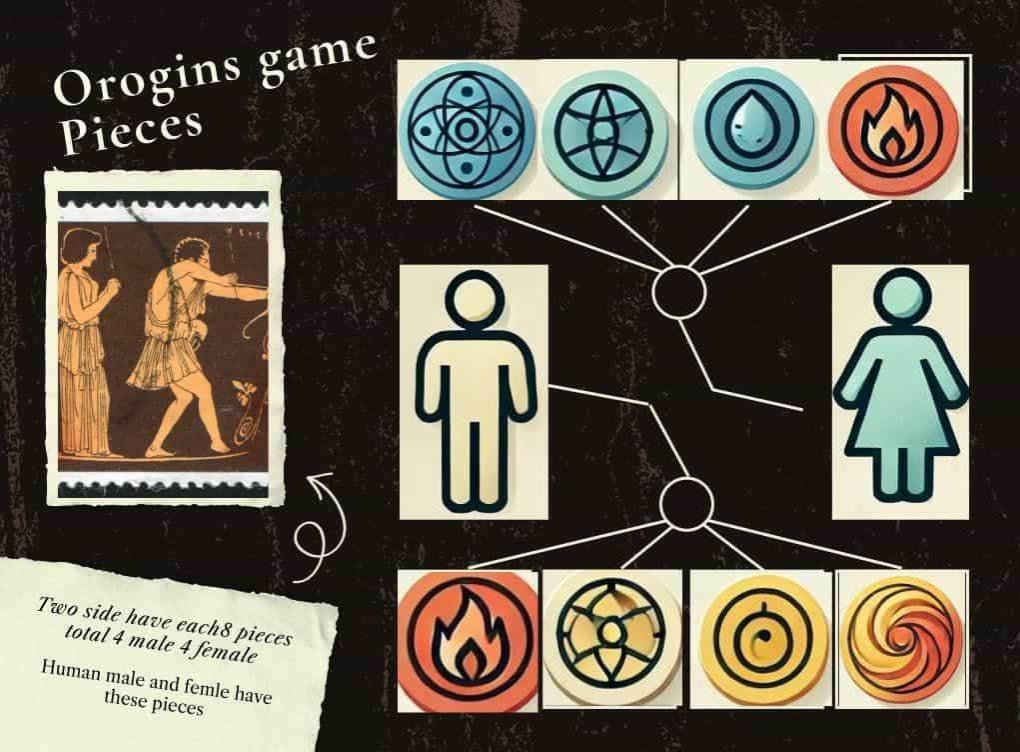 Orogins game
Pieces
Two side have each8 pieces
total 4 male 4 female
Human male and femle have
these pieces